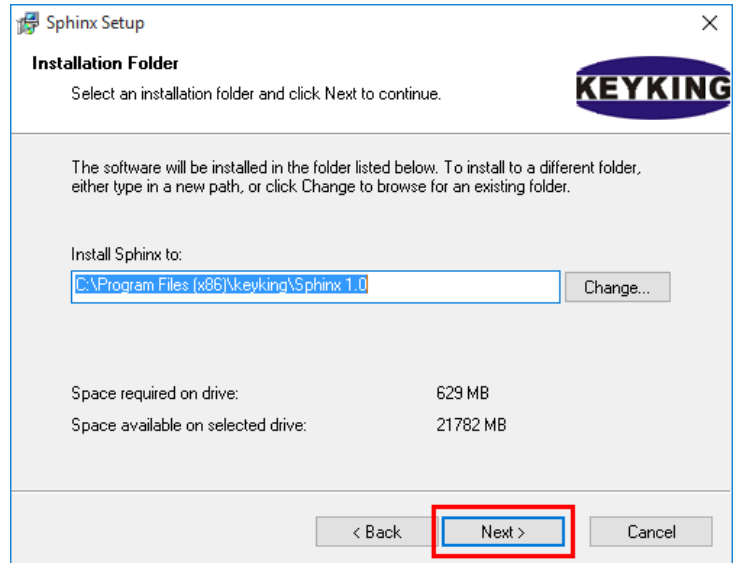 Sphinx Setup
Installation Folder
Select an installation folder and click Next to continue.
KEYKING
The software will be installed in the folder listed below. To install to a different folder,
either type in a new path, or click Change to browse for an existing folder.
Install Sphinx to:
C:\Program Files (x86)\keyking\Sphinx 1.0
Change...
Space required on drive: 629 MB
Space available on selected drive: 21782 MB
< Back Next > Cancel